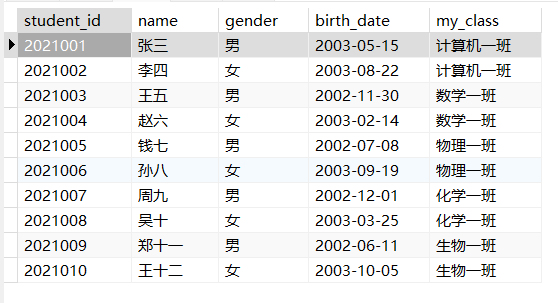 student_id name gender birth_date my_class
2021001 张三 男 2003-05-15 计算机一班
2021002 李四 女 2003-08-22 计算机一班
2021003 王五 男 2002-11-30 数学一班
2021004 赵六 女 2003-02-14 数学一班
2021005 钱七 男 2002-07-08 物理一班
2021006 孙八 女 2003-09-19 物理一班
2021007 周九 男 2002-12-01 化学一班
2021008 吴十 女 2003-03-25 化学一班
2021009 郑十一 男 2002-06-11 生物一班
2021010 王十二 女 2003-10-05 生物一班